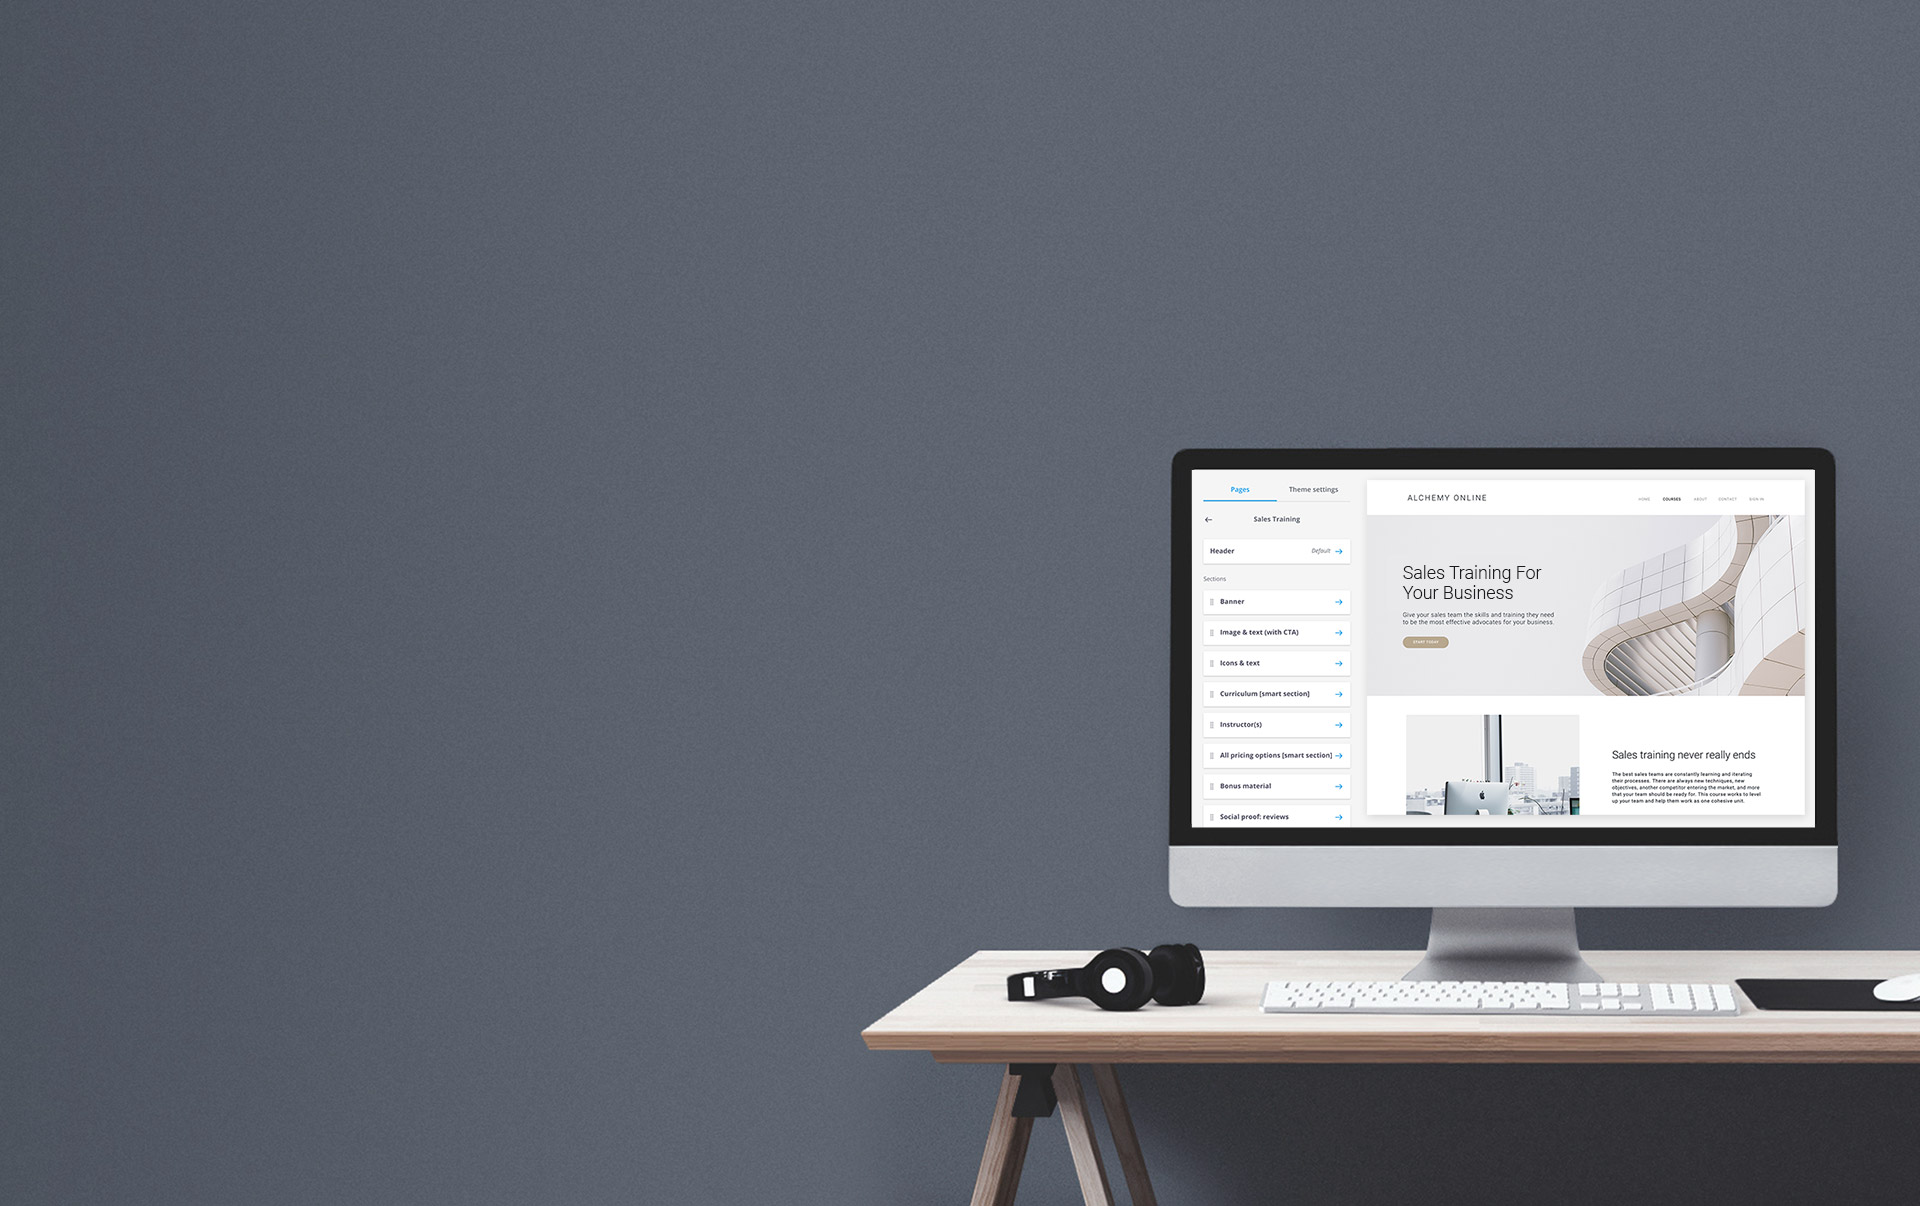 Pages
Theme settings
Sales Training
Header
Default
Sections
Banner
Image & text (with CTA)
Icons & text
Curriculum [smart section]
Instructor(s)
All pricing options [smart section]
Bonus material
Social proof: reviews
ALCHEMY ONLINE
HOME
COURSES
ABOUT
CONTACT
SIGN IN
Sales Training For
Your Business
Give your sales team the skills and training they need
to be the most effective advocates for your business
START TODAY
Sales training never really ends
The best sales teams are constantly learning and iterating
their processes. There are always new techniques, new
objectives, another competitor entering the market, and more
that your team should be ready for. This course works to level
up your team and help them work as one cohesive unit.